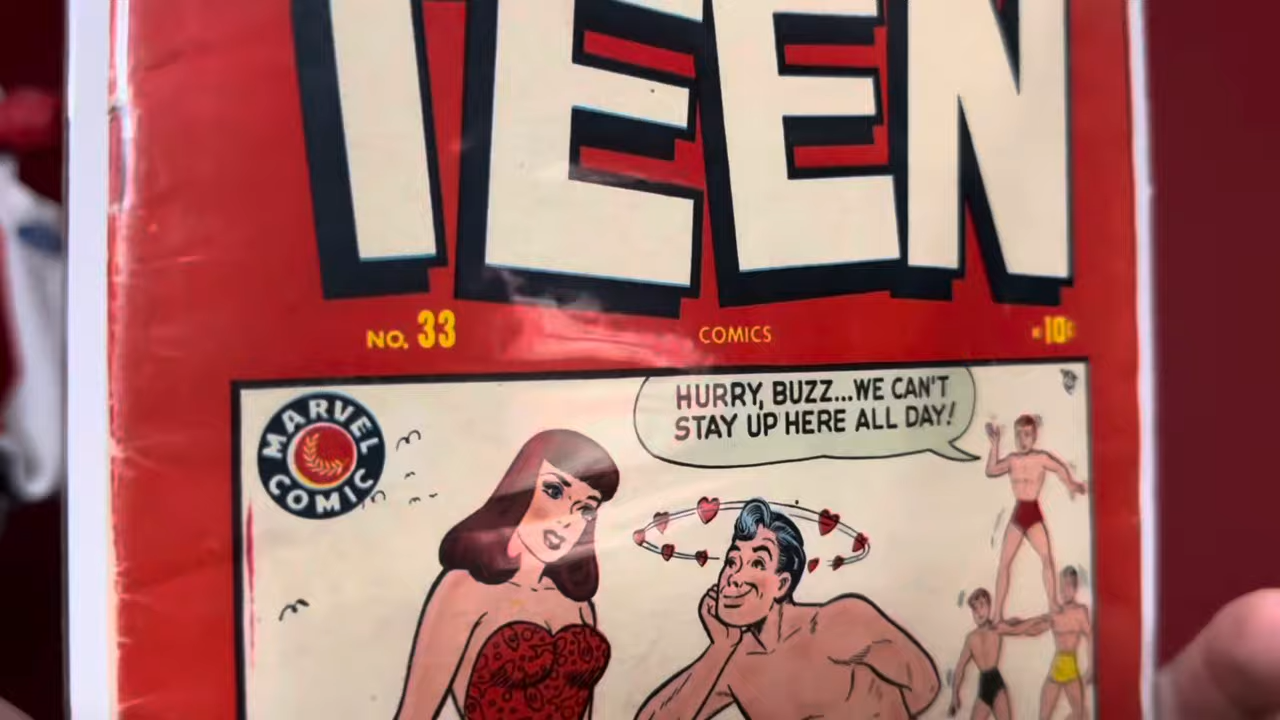 TEEN
NO. 33
COMICS
10¢
HURRY, BUZZ...WE CAN'T
STAY UP HERE ALL DAY!
MARVEL
COMIC